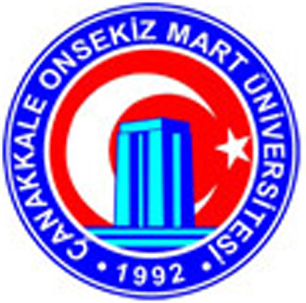 ÇANAKKALE ONSEKİZ MART ÜNİVERSİTESİ
• 1992 •